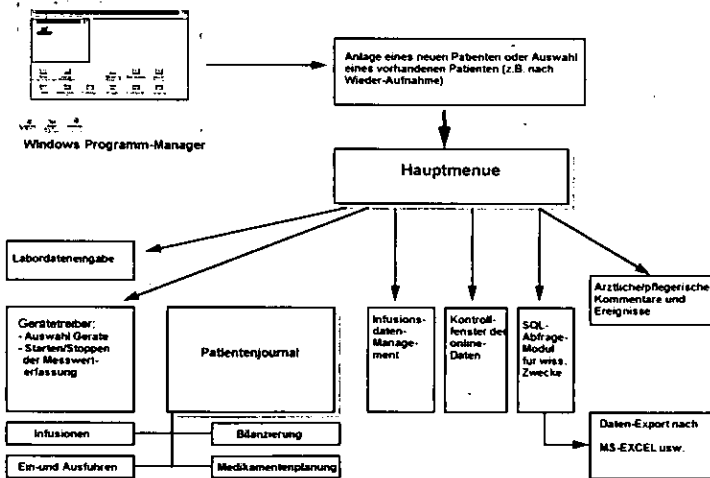 Anlage eines neuen Patienten oder Auswahl
eines vorhandenen Patienten (z.B. nach
Wieder-Aufnahme)
Windows Programm-Manager
Hauptmenue
Labordateneingabe
Gerätetreiber:
- Auswahl Geräte
- Starten/Stoppen
der Messwert-
erfassung
Patientenjournal
Infusions-
daten-
Manage-
ment
Kontroll-
fenster der
online-
Daten
SQL-
Abfrage-
Modul
für wiss.
Zwecke
Ärztliche/pflegerische
Kommentare und
Ereignisse
Infusionen
Bilanzierung
Ein-und Ausfuhren
Medikamentenplanung
Daten-Export nach
MS-EXCEL usw.